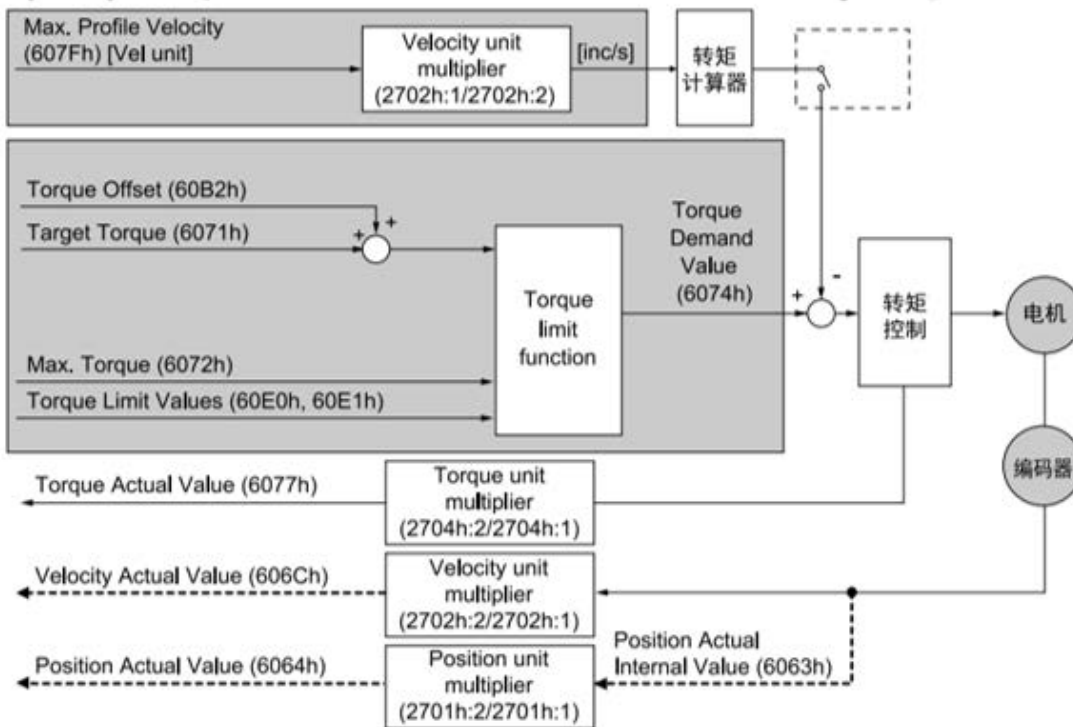 Max. Profile Velocity
(607Fh) [Vel unit]
Velocity unit
multiplier
(2702h:1/2702h:2)
[inc/s]
转矩
计算器
Torque Offset (60B2h)
+
Target Torque (6071h)
+
Torque
limit
function
Torque
Demand
Value
(6074h)
-
+
转矩
控制
电机
Max. Torque (6072h)
Torque Limit Values (60E0h, 60E1h)
编码器
Torque Actual Value (6077h)
Torque unit
multiplier
(2704h:2/2704h:1)
Velocity Actual Value (606Ch)
Velocity unit
multiplier
(2702h:2/2702h:1)
Position Actual Value (6064h)
Position unit
multiplier
(2701h:2/2701h:1)
Position Actual
Internal Value (6063h)